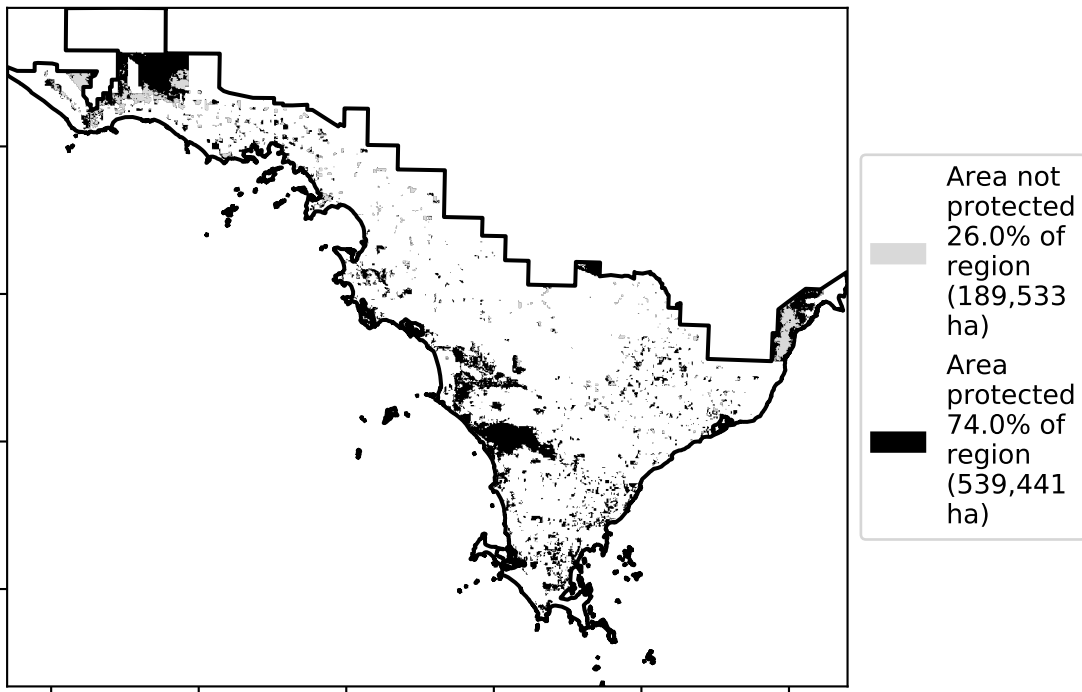 Area not
protected
26.0% of
region
(189,533
ha)
Area
protected
74.0% of
region
(539,441
ha)